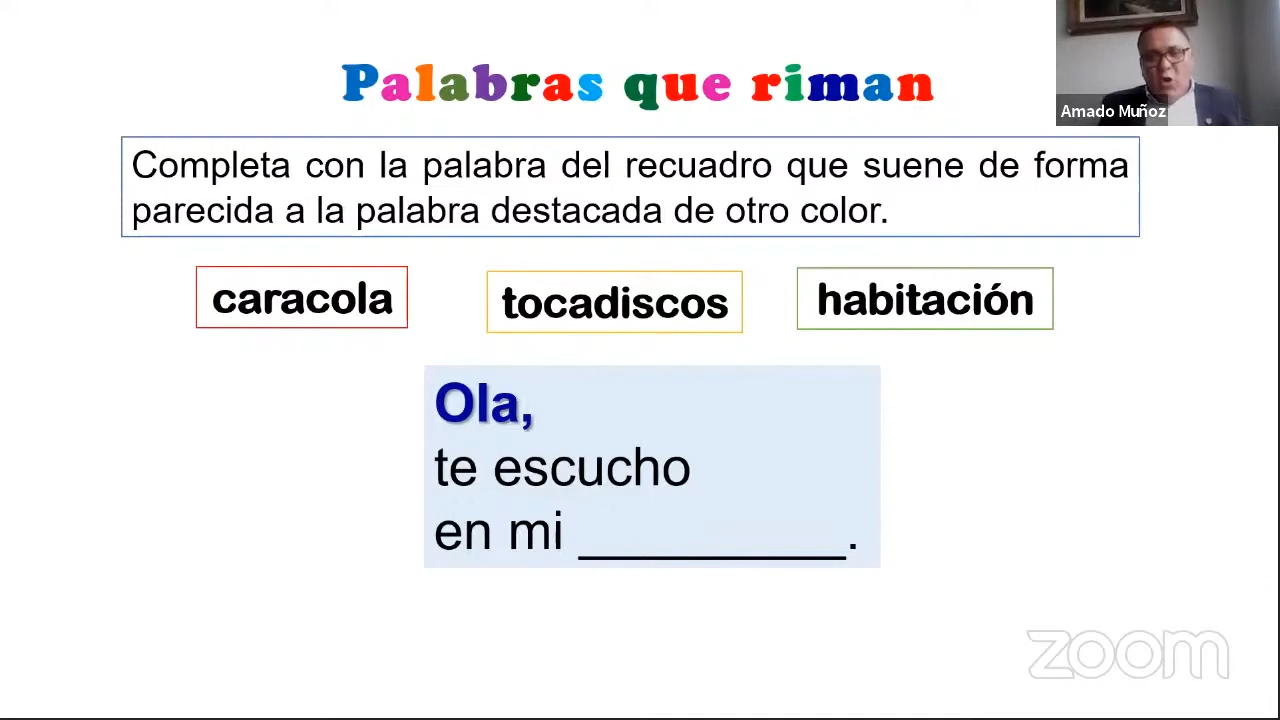 Palabras que riman
Amado Muñoz
Completa con la palabra del recuadro que suene de forma
parecida a la palabra destacada de otro color.
caracola
tocadiscos
habitación
Ola,
te escucho
en mi __________.
zoom